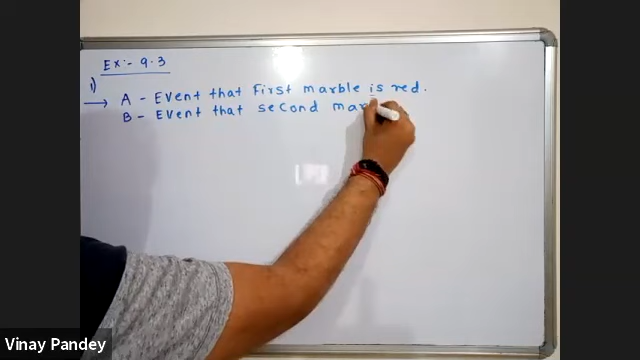 Ex:- 9.3
1)
→ A - Event that First marble is red.
B - Event that second mar
Vinay Pandey